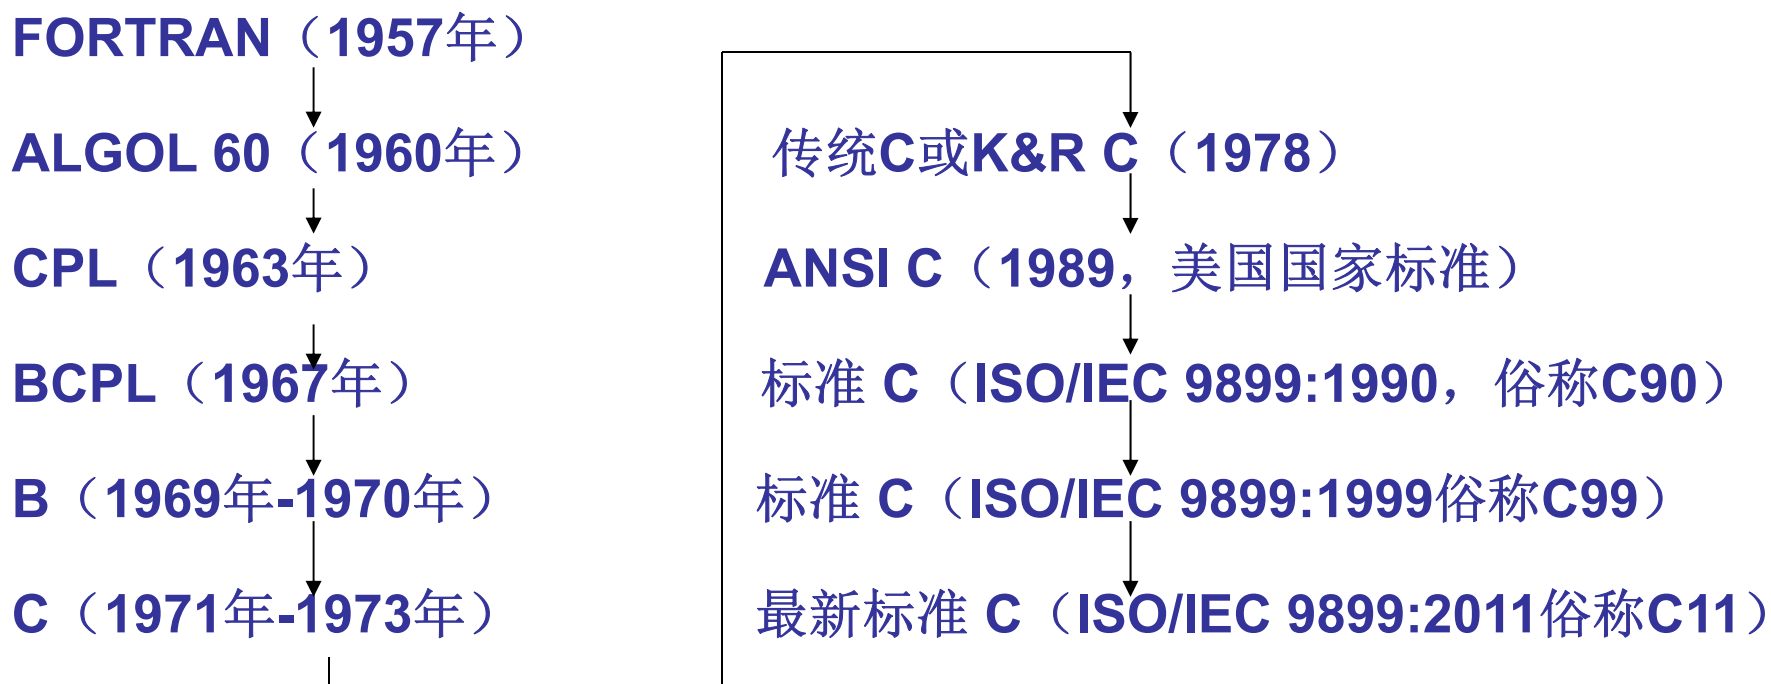 FORTRAN（1957年）
ALGOL 60（1960年）
CPL（1963年）
BCPL（1967年）
B（1969年-1970年）
C（1971年-1973年）
传统C或K&R C（1978）
ANSI C（1989，美国国家标准）
标准 C（ISO/IEC 9899:1990，俗称C90）
标准 C（ISO/IEC 9899:1999俗称C99）
最新标准 C（ISO/IEC 9899:2011俗称C11）